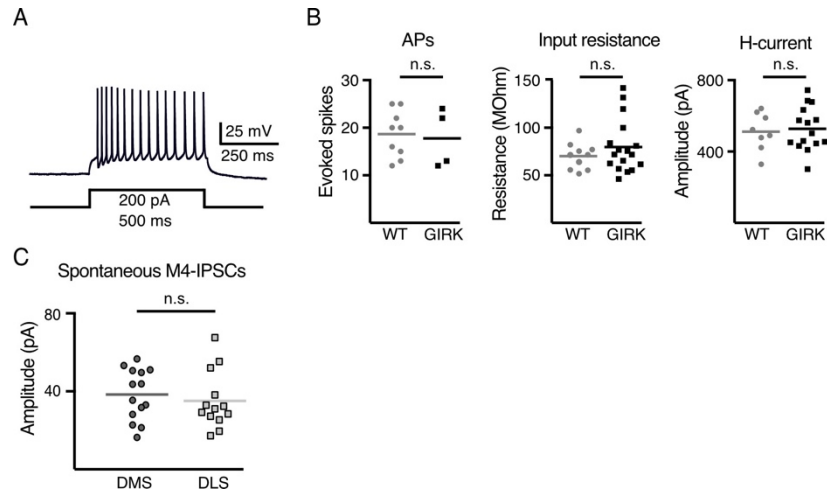 A
25 mV
250 ms
200 pA
500 ms
B
APs
n.s.
30
20
10
Evoked spikes
WT GIRK
Input resistance
n.s.
150
100
50
Resistance (MOhm)
WT GIRK
H-current
n.s.
800
400
Amplitude (pA)
WT GIRK
C
Spontaneous M4-IPSCs
n.s.
80
40
Amplitude (pA)
DMS DLS